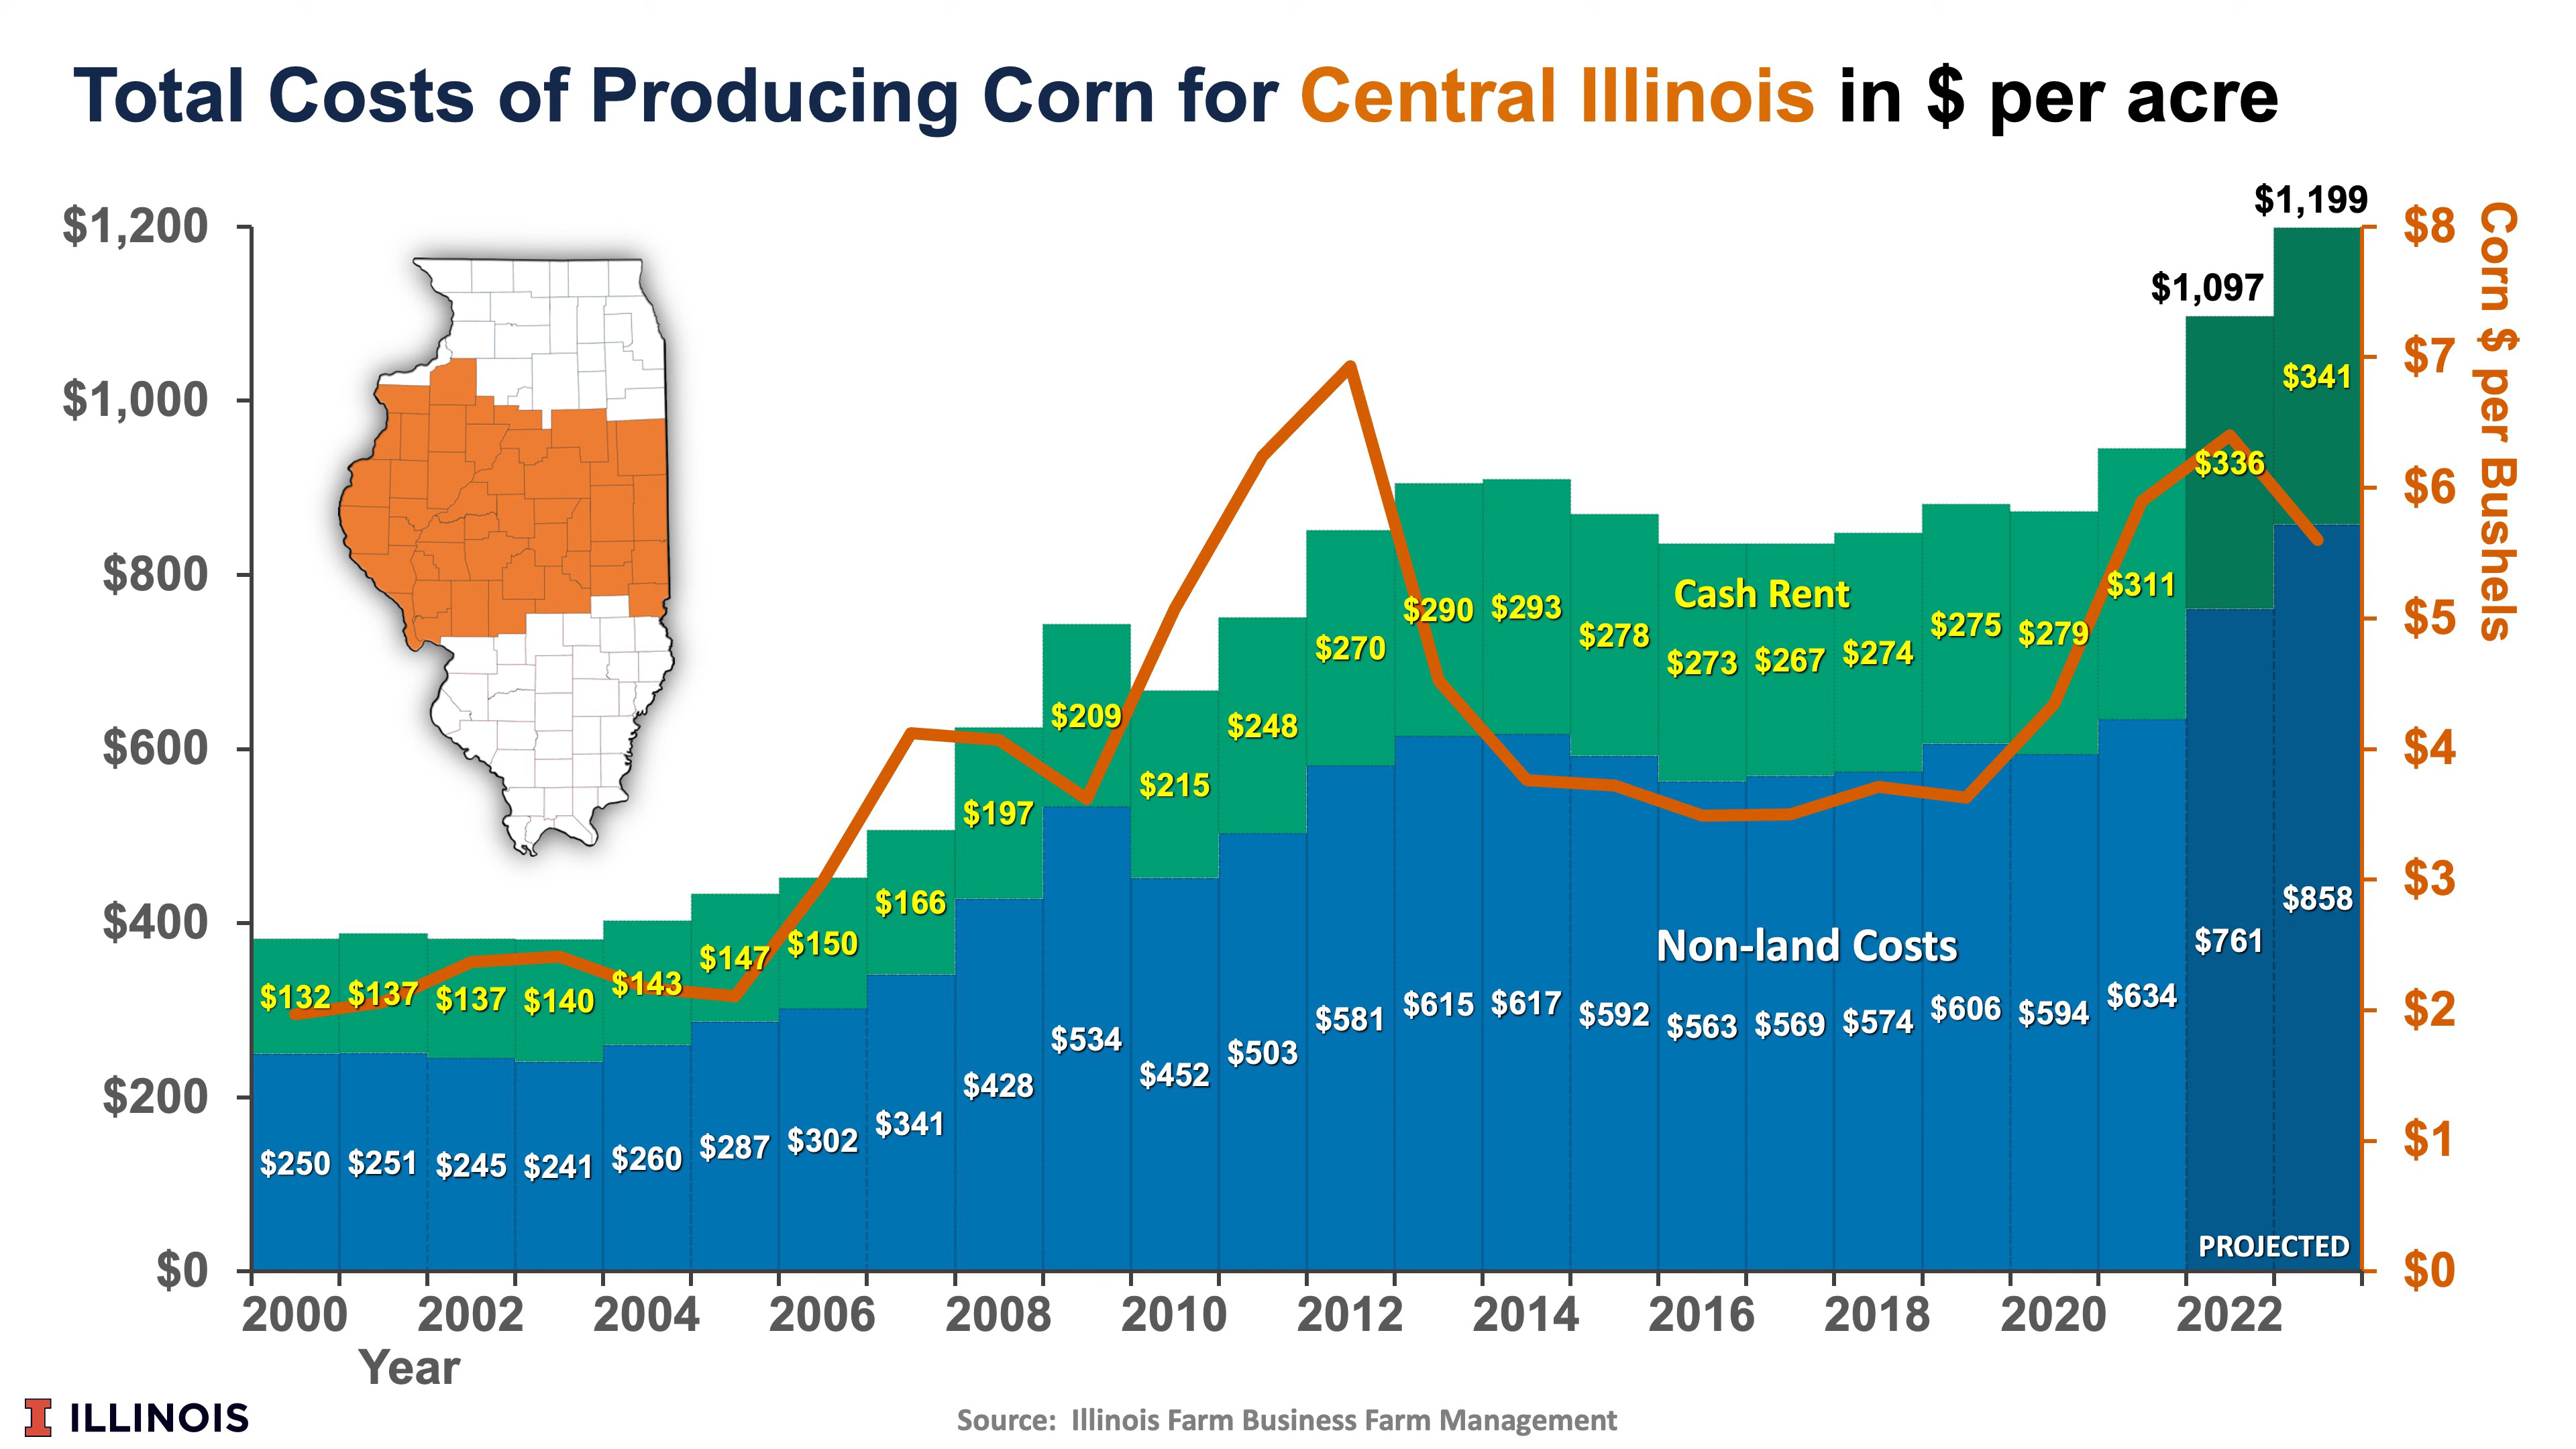 Total Costs of Producing Corn for Central Illinois in $ per acre
$1,200
$1,000
$800
$600
$400
$200
$0
$1,097
$1,199
$132 $137 $137 $140 $143 $147 $150 $166 $197 $209 $215 $248 $270 $290 $293 $278 $273 $267 $274 $275 $279 $311 $336 $341
Cash Rent
Non-land Costs
$250 $251 $245 $241 $260 $287 $302 $341 $428 $534 $452 $503 $581 $615 $617 $592 $563 $569 $574 $606 $594 $634 $761 $858
PROJECTED
$8
$7
$6
$5
$4
$3
$2
$1
$0
Corn $ per Bushels
2000 2002 2004 2006 2008 2010 2012 2014 2016 2018 2020 2022
Year
I ILLINOIS
Source: Illinois Farm Business Farm Management